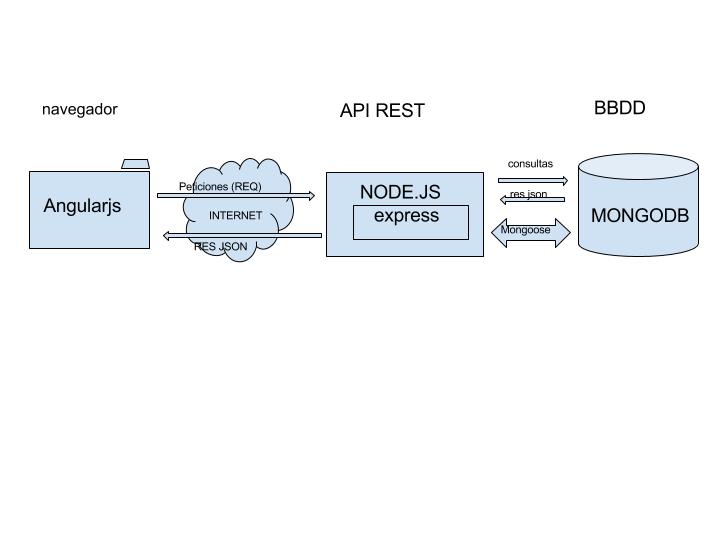 navegador
API REST
BBDD
Angularjs
Peticiones (REQ)
INTERNET
RES JSON
NODE.JS
express
consultas
res json
Mongoose
MONGODB